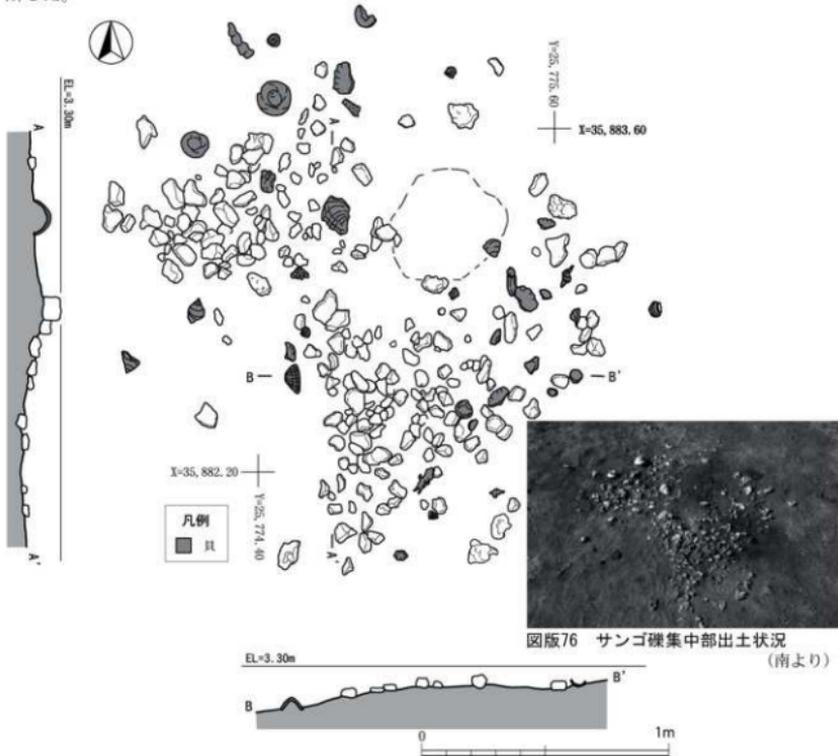 Y=25,775.60
X=35,883.60
EL=3.30m
A
A
B
B'
X=35,882.20
Y=25,774.40
凡例
貝
A'
A'
図版76 サンゴ礫集中部出土状況
(南より)
EL=3.30m
B
B'
0
1m